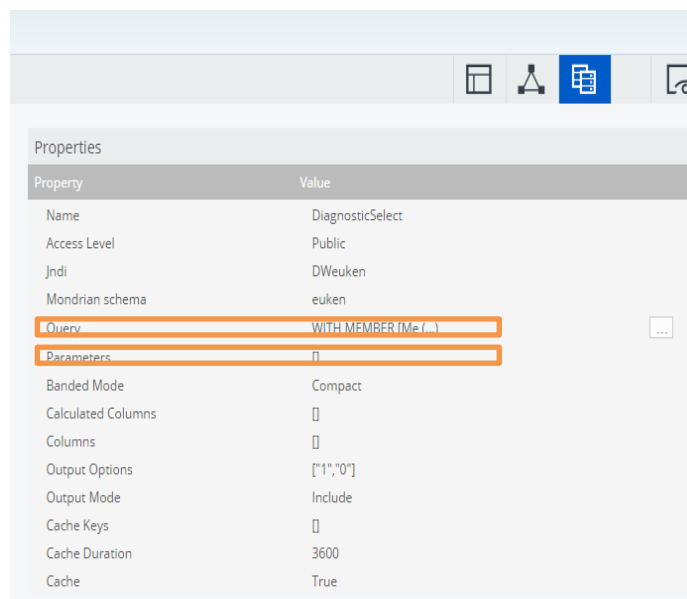 Properties
Property Value
Name DiagnosticSelect
Access Level Public
Jndi DWeuken
Mondrian schema euken
Query WITH MEMBER [Me (...)
...
Parameters []
Banded Mode Compact
Calculated Columns []
Columns []
Output Options ["1","0"]
Output Mode Include
Cache Keys []
Cache Duration 3600
Cache True